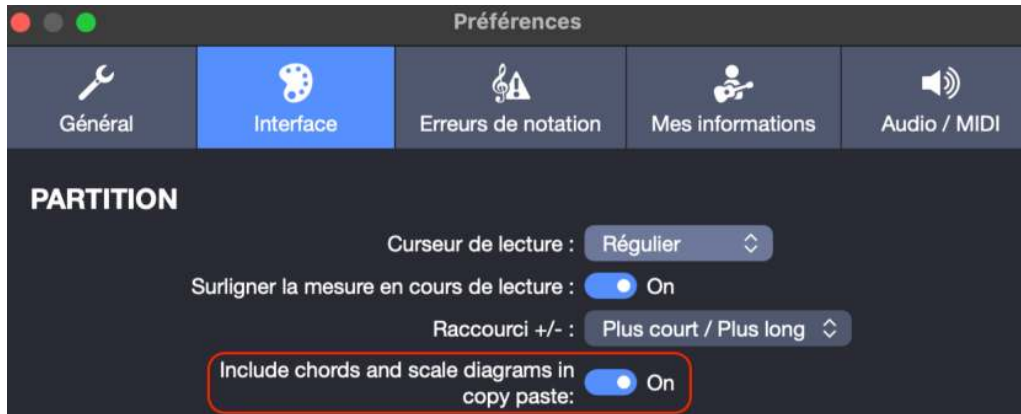 Préférences
Général
Interface
Erreurs de notation
Mes informations
Audio / MIDI
PARTITION
Curseur de lecture : Régulier
Surligner la mesure en cours de lecture : On
Raccourci +/- : Plus court / Plus long
Include chords and scale diagrams in
copy paste: On